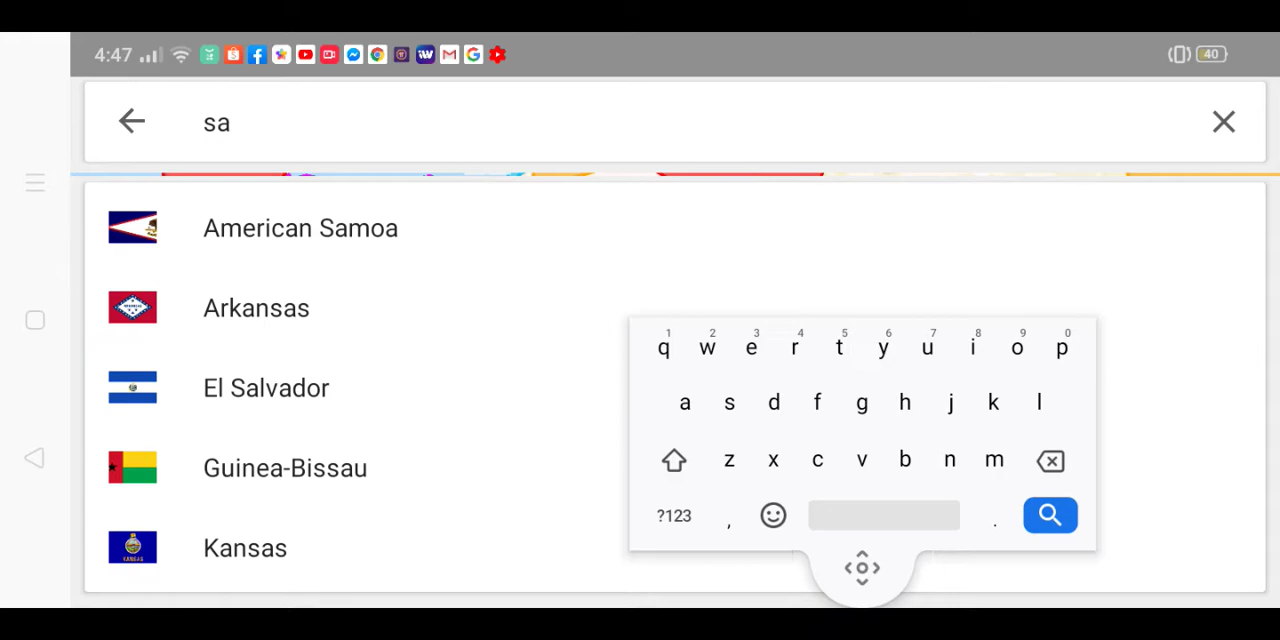 4:47 40
sa
American Samoa
Arkansas
El Salvador
Guinea-Bissau
Kansas
1 2 3 4 5 6 7 8 9 0
q w e r t y u i o p
a s d f g h j k l
z x c v b n m
?123 , .